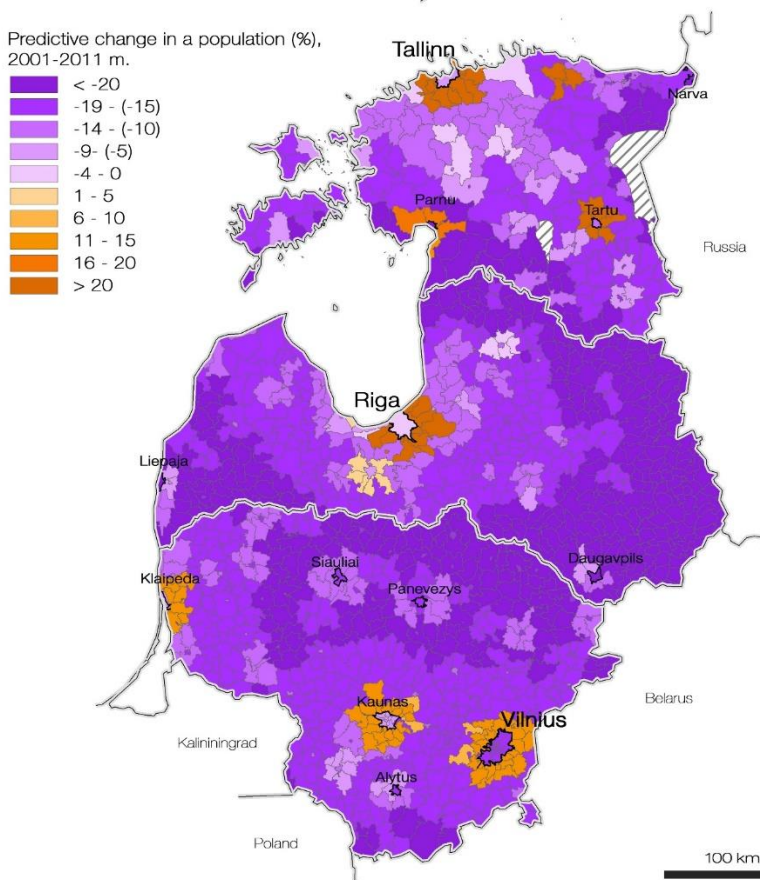 Predictive change in a population (%),
2001-2011 m.
< -20
-19 - (-15)
-14 - (-10)
-9- (-5)
-4 - 0
1 - 5
6 - 10
11 - 15
16 - 20
> 20
Tallinn
Narva
Parnu
Tartu
Russia
Riga
Liepaja
Daugavpils
Siauliai
Klaipeda
Panevezys
Belarus
Kaunas
Vilnius
Kaliningrad
Alytus
Poland
100 km